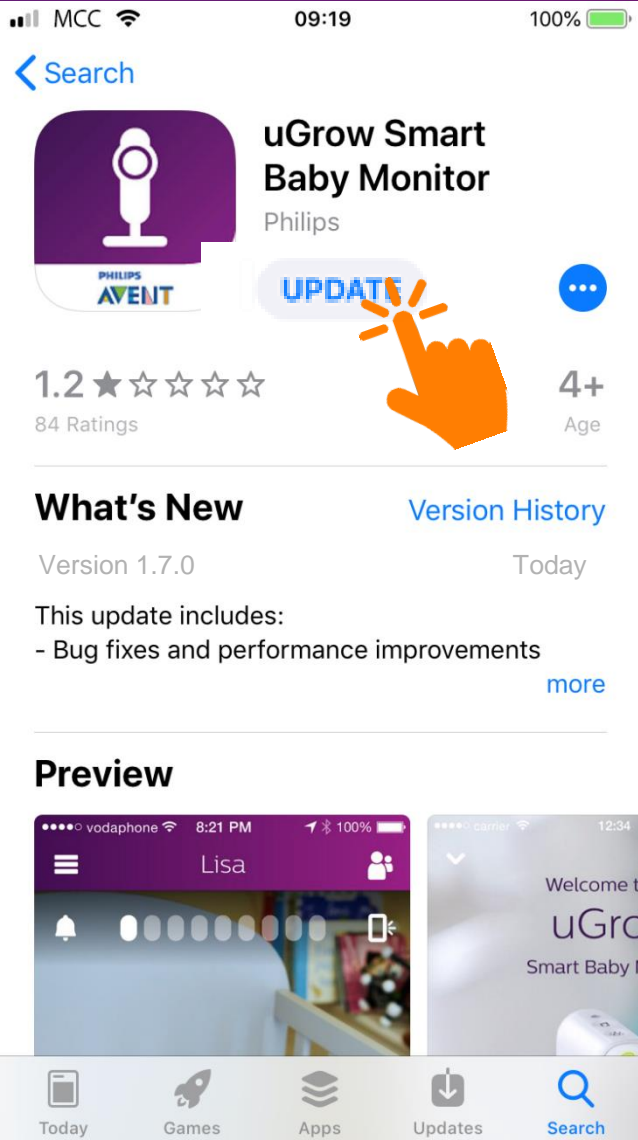 MCC 09:19 100%
Search
uGrow Smart
Baby Monitor
Philips
PHILIPS
AVENT
UPDATE
1.2 4+
84 Ratings Age
What's New Version History
Version 1.7.0 Today
This update includes:
- Bug fixes and performance improvements
more
Preview
vodaphone 8:21 PM 100%
Lisa
carrier 12:34
Welcome t
uGro
Smart Baby
Today Games Apps Updates Search